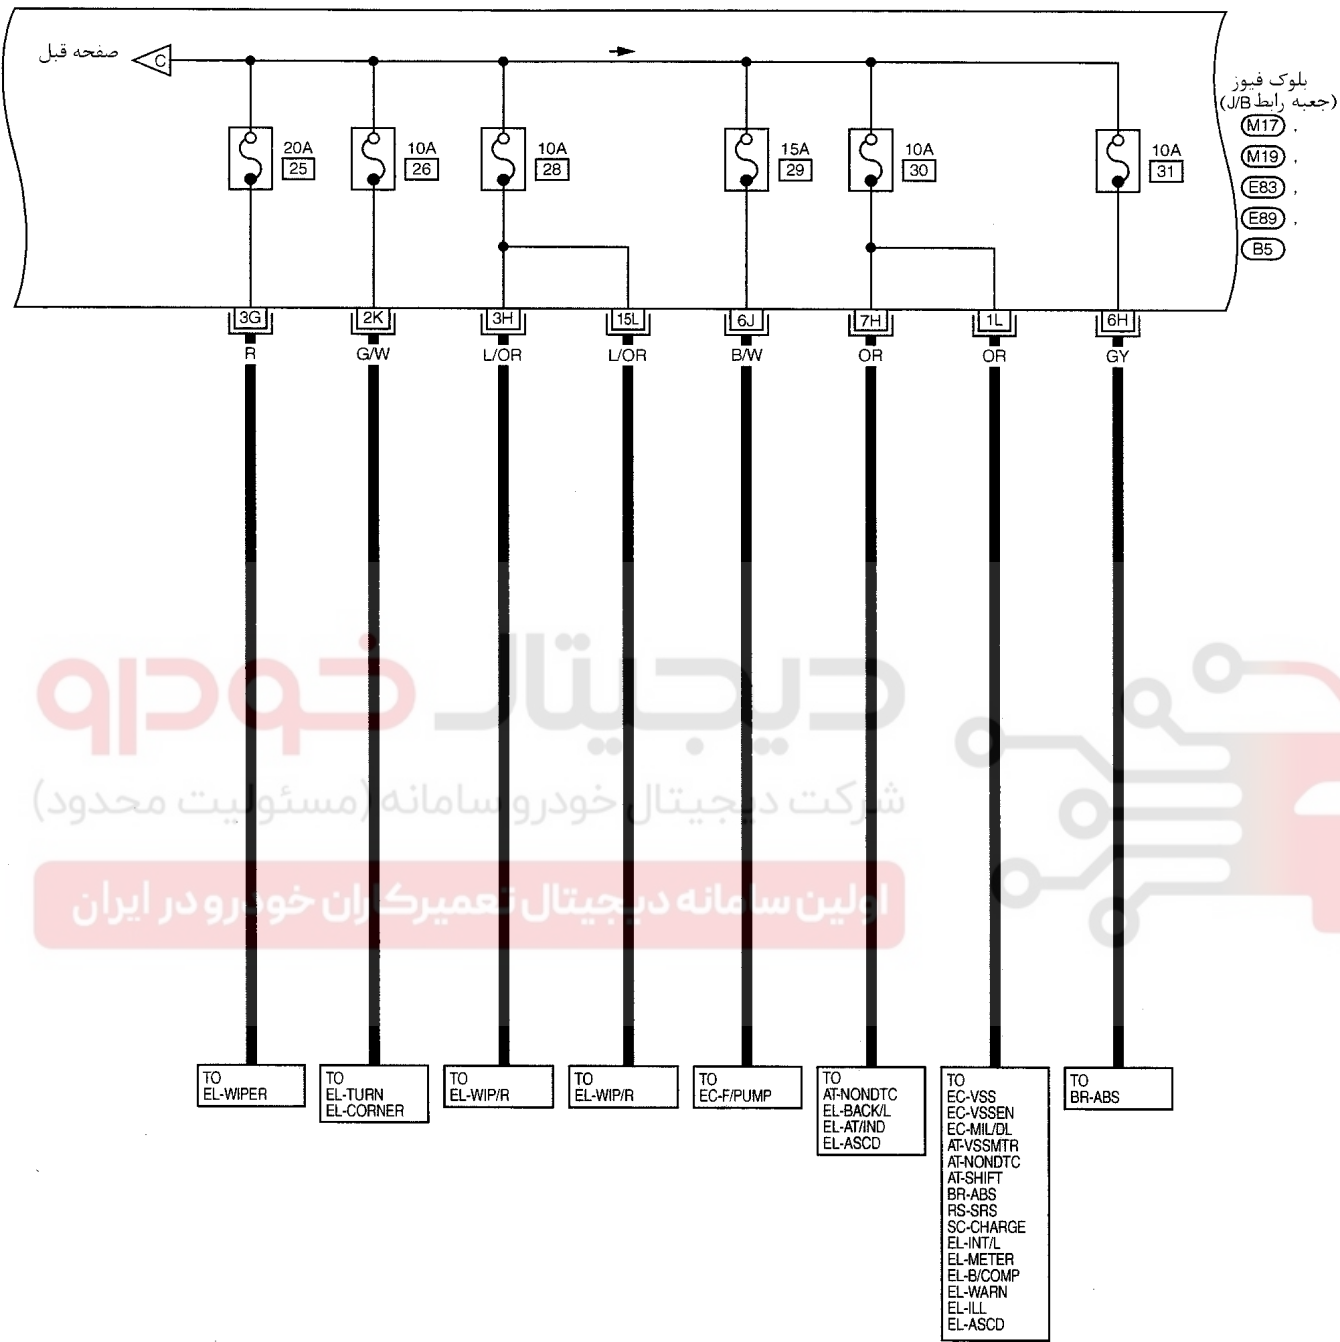 صفحه قبل
C
بلوک فیوز
(جعبه رابط J/B)
M17 ,
M19 ,
E83 ,
E89 ,
B5
20A
25
10A
26
10A
28
15A
29
10A
30
10A
31
3G
2K
3H
15L
6J
7H
1L
6H
R
G/W
L/OR
L/OR
B/W
OR
OR
GY
دیجیتال خودرو
شرکت دیجیتال خودرو سامانه (مسئولیت محدود)
اولین سامانه دیجیتال تعمیرکاران خودرو در ایران
TO
EL-WIPER
TO
EL-TURN
EL-CORNER
TO
EL-WIP/R
TO
EL-WIP/R
TO
EC-F/PUMP
TO
AT-NONDTC
EL-BACK/L
EL-AT/IND
EL-ASCD
TO
EC-VSS
EC-VSSEN
EC-MIL/DL
AT-VSSMTR
AT-NONDTC
AT-SHIFT
BR-ABS
RS-SRS
SC-CHARGE
EL-INT/L
EL-METER
EL-B/COMP
EL-WARN
EL-ILL
EL-ASCD
TO
BR-ABS